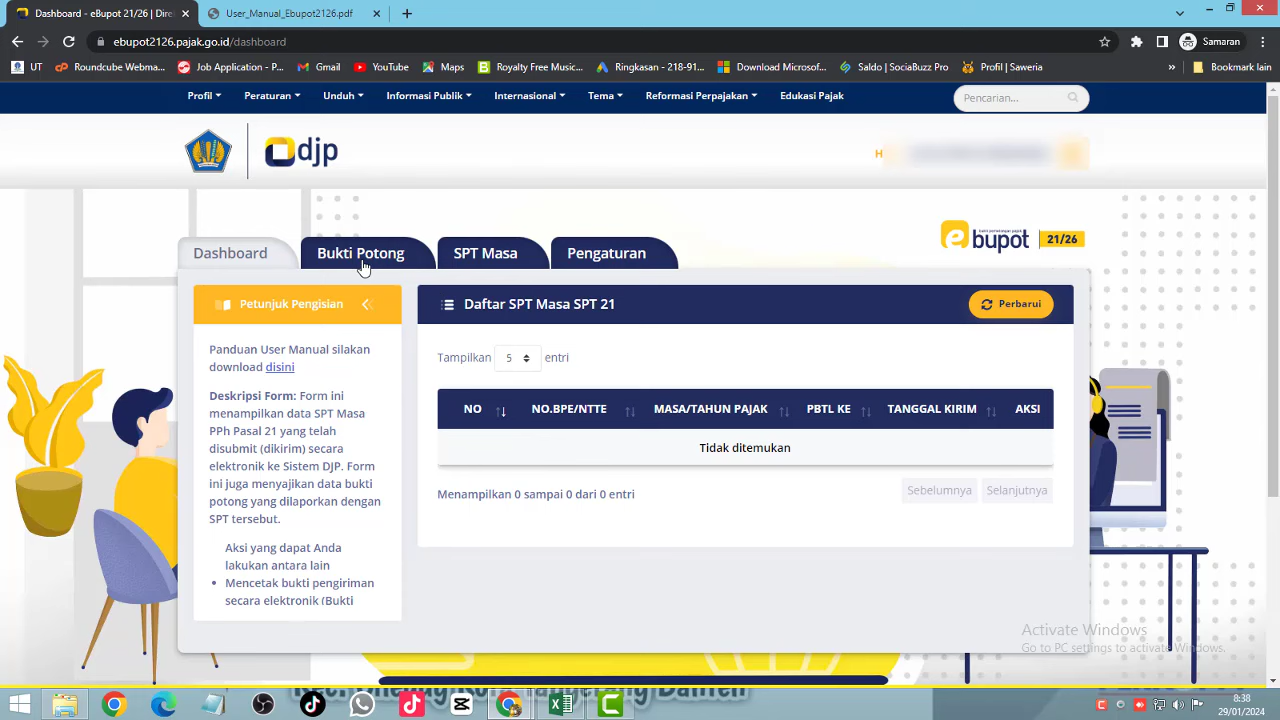 Dashboard - eBupot 21/26 | Direk
User_Manual_Ebupot2126.pdf
ebupot2126.pajak.go.id/dashboard
Samaran
UT
Roundcube Webma...
Job Application - P...
Gmail
YouTube
Maps
Royalty Free Music...
Ringkasan - 218-91...
Download Microsof...
Saldo | SociaBuzz Pro
Profil | Saweria
»
Bookmark lain
Profil
Peraturan
Unduh
Informasi Publik
Internasional
Tema
Reformasi Perpajakan
Edukasi Pajak
Pencarian...
djp
H
Dashboard
Bukti Potong
SPT Masa
Pengaturan
ebupot 21/26
Petunjuk Pengisian
Daftar SPT Masa SPT 21
Perbarui
Panduan User Manual silakan
download disini
Deskripsi Form: Form ini
menampilkan data SPT Masa
PPh Pasal 21 yang telah
disubmit (dikirim) secara
elektronik ke Sistem DJP. Form
ini juga menyajikan data bukti
potong yang dilaporkan dengan
SPT tersebut.
Aksi yang dapat Anda
lakukan antara lain
• Mencetak bukti pengiriman
secara elektronik (Bukti
Tampilkan 5 entri
NO NO.BPE/NTTE MASA/TAHUN PAJAK PBTL KE TANGGAL KIRIM AKSI
Tidak ditemukan
Menampilkan 0 sampai 0 dari 0 entri
Sebelumnya Selanjutnya
Activate Windows
Go to PC settings to activate Windows.
8:38
29/01/2024